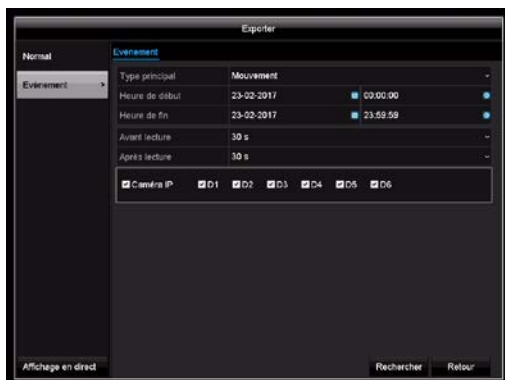 Exporter
Normal
Evénement
Evénement
Type principal Mouvement
Heure de début 23-02-2017 00:00:00
Heure de fin 23-02-2017 23:59:59
Avant lecture 30 s
Après lecture 30 s
Caméra IP D1 D2 D3 D4 D5 D6
Affichage en direct Rechercher Retour